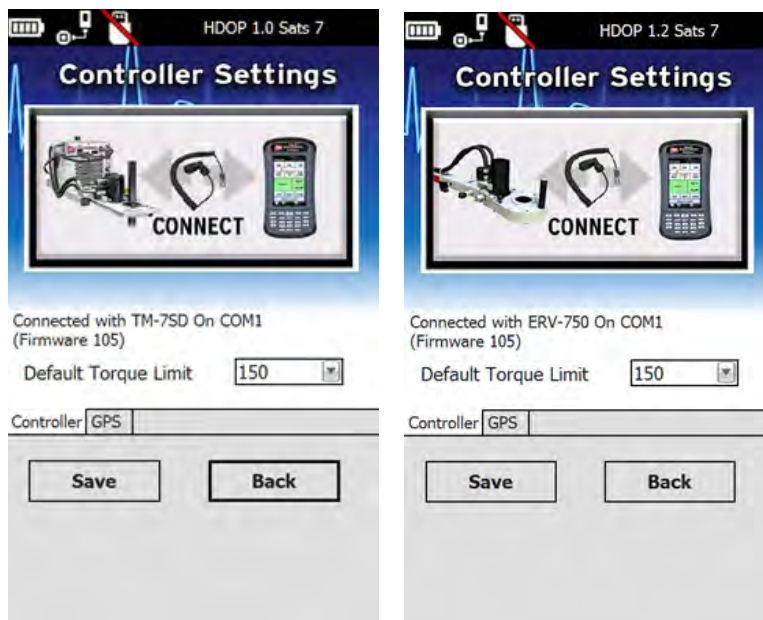 HDOP 1.0 Sats 7
Controller Settings
CONNECT
Connected with TM-7SD On COM1
(Firmware 105)
Default Torque Limit 150
Controller GPS
Save Back
HDOP 1.2 Sats 7
Controller Settings
CONNECT
Connected with ERV-750 On COM1
(Firmware 105)
Default Torque Limit 150
Controller GPS
Save Back